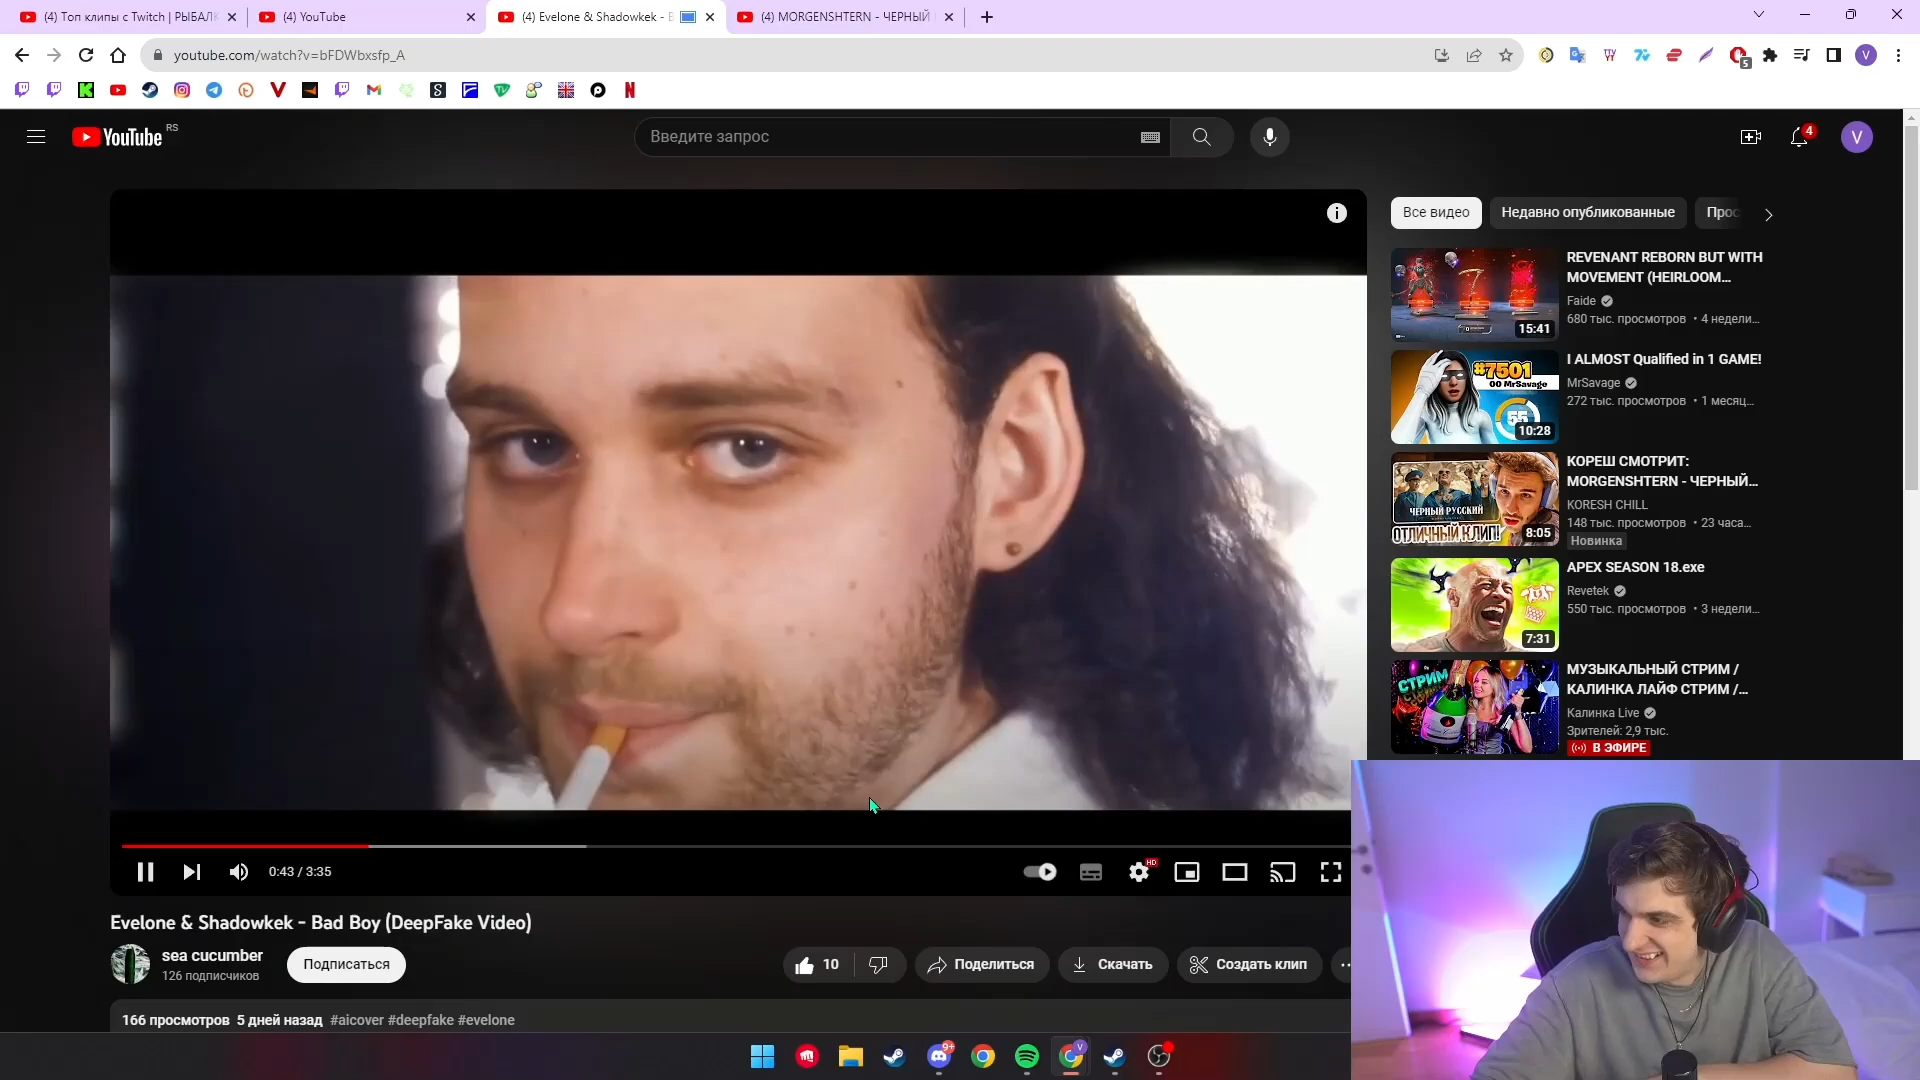 (4) Топ клипы с Twitch | РЫБАЛК
(4) YouTube
(4) Evelone & Shadowkek - B
(4) MORGENSHTERN - ЧЕРНЫЙ
youtube.com/watch?v=bFDWbxsfp_A
YouTube RS
Введите запрос
4
V
Все видео
Недавно опубликованные
Прос
REVENANT REBORN BUT WITH
MOVEMENT (HEIRLOOM...
Faide
680 тыс. просмотров • 4 недели...
15:41
I ALMOST Qualified in 1 GAME!
MrSavage
272 тыс. просмотров • 1 месяц...
#7501
OO MrSavage
55
10:28
КОРЕШ СМОТРИТ:
MORGENSHTERN - ЧЕРНЫЙ...
KORESH CHILL
148 тыс. просмотров • 23 часа...
Новинка
ЧЕРНЫЙ РУССКИЙ
ОТЛИЧНЫЙ КЛИП!
8:05
APEX SEASON 18.exe
Revetek
550 тыс. просмотров • 3 недели...
7:31
МУЗЫКАЛЬНЫЙ СТРИМ /
КАЛИНКА ЛАЙФ СТРИМ /...
Калинка Live
Зрителей: 2,9 тыс.
В ЭФИРЕ
СТРИМ
0:43 / 3:35
HD
Evelone & Shadowkek - Bad Boy (DeepFake Video)
sea cucumber
126 подписчиков
Подписаться
10
Поделиться
Скачать
Создать клип
166 просмотров 5 дней назад #aicover #deepfake #evelone
9+
V